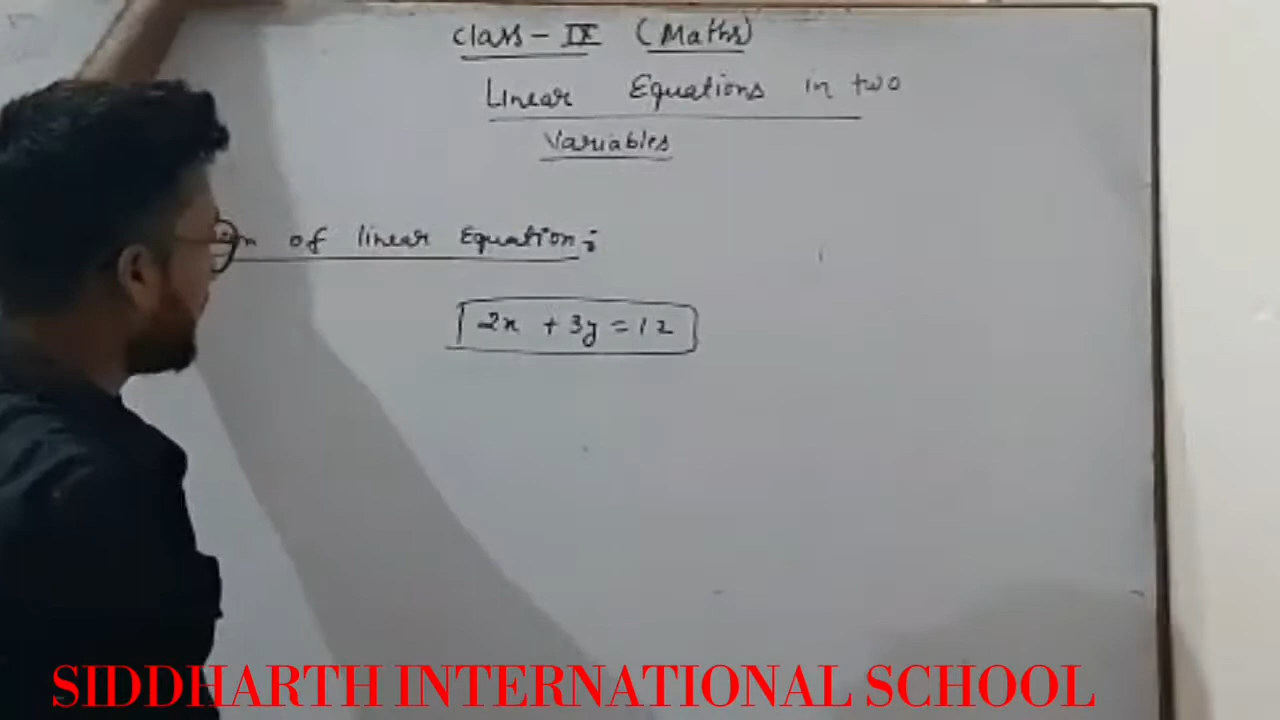 Class - IX (Maths)
Linear Equations in two
Variables
of linear Equation:
2x + 3y = 12
SIDDHARTH INTERNATIONAL SCHOOL